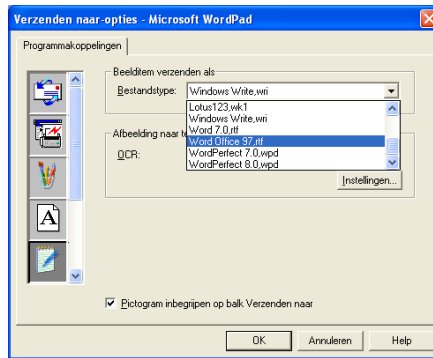 Verzenden naar-opties - Microsoft WordPad
Programmakoppelingen
Beelditem verzenden als
Bestandstype:
Windows Write,wri
Lotus123,wk1
Windows Write,wri
Word 7.0,rtf
Word Office 97,rtf
WordPerfect 7.0,wpd
WordPerfect 8.0,wpd
Afbeelding naar te
OCR:
Instellingen...
A
Pictogram inbegrijpen op balk Verzenden naar
OK
Annuleren
Help